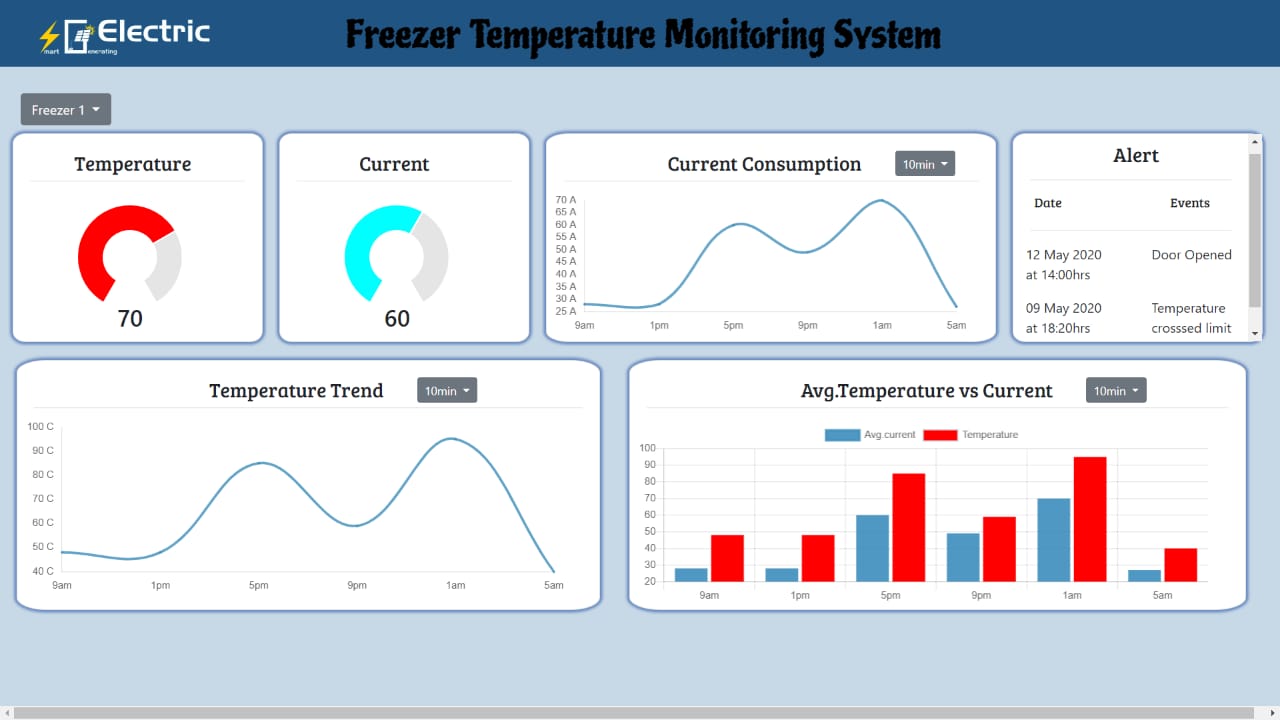 Electric
mart enerating
Freezer Temperature Monitoring System
Freezer 1
Temperature
70
Current
60
Current Consumption
10min
70 A
65 A
60 A
55 A
50 A
45 A
40 A
35 A
30 A
25 A
9am 1pm 5pm 9pm 1am 5am
Alert
Date Events
12 May 2020 Door Opened
at 14:00hrs
09 May 2020 Temperature
at 18:20hrs crosssed limit
Temperature Trend
10min
100 C
90 C
80 C
70 C
60 C
50 C
40 C
9am 1pm 5pm 9pm 1am 5am
Avg.Temperature vs Current
10min
Avg.current Temperature
100
90
80
70
60
50
40
30
20
9am 1pm 5pm 9pm 1am 5am